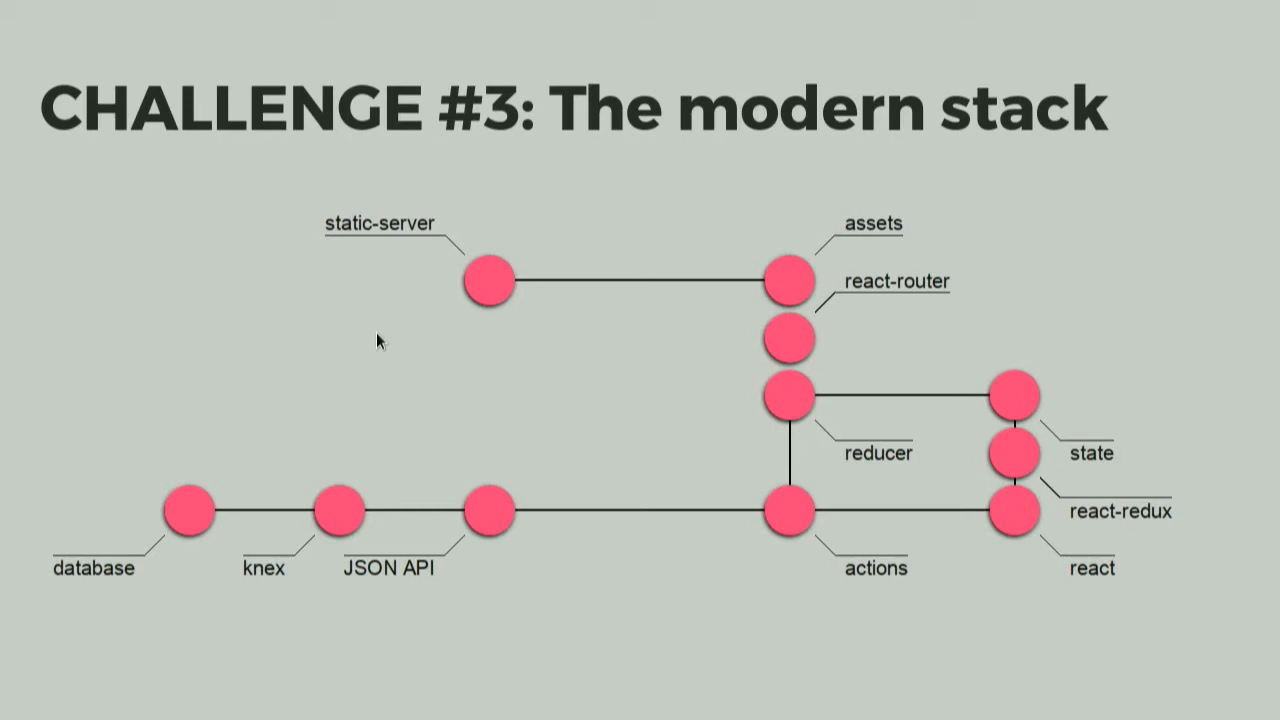 CHALLENGE #3: The modern stack
static-server
assets
react-router
reducer
state
react-redux
database
knex
JSON API
actions
react